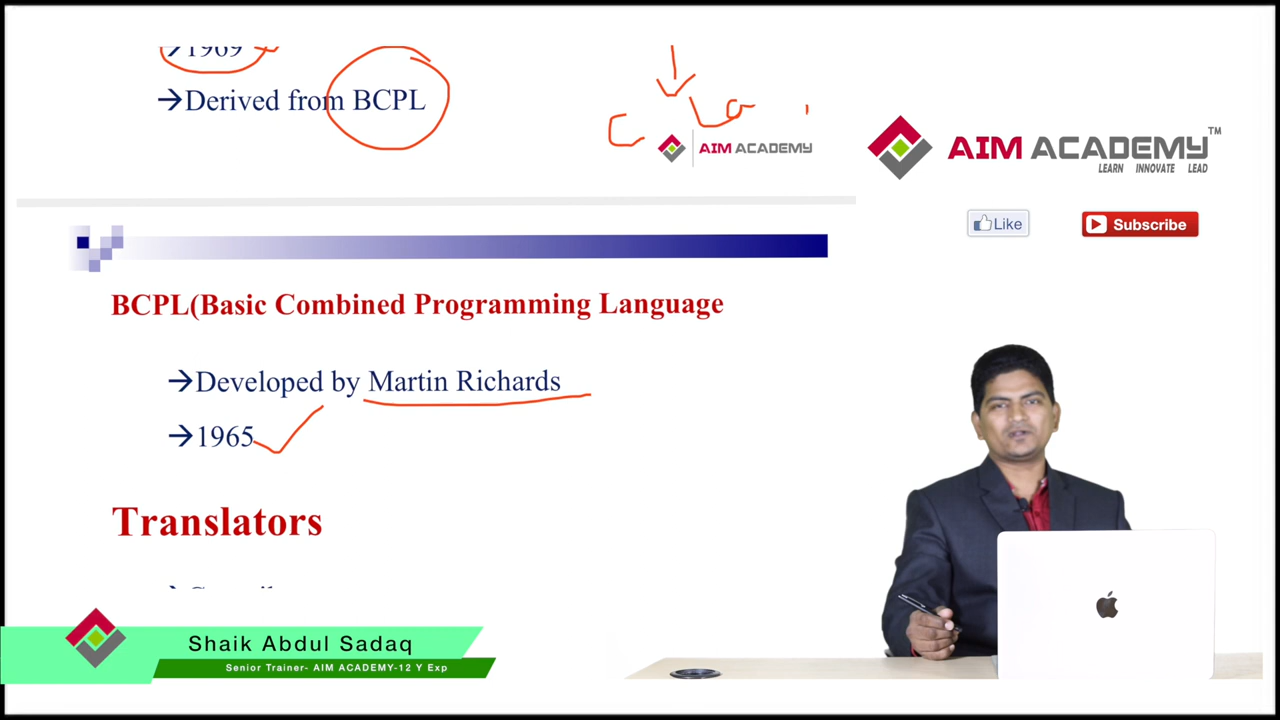 →1969
→Derived from BCPL
AIM ACADEMY
AIM ACADEMY™
LEARN INNOVATE LEAD
Like
Subscribe
BCPL(Basic Combined Programming Language
→Developed by Martin Richards
→1965
Translators
Shaik Abdul Sadaq
Senior Trainer- AIM ACADEMY-12 Y Exp